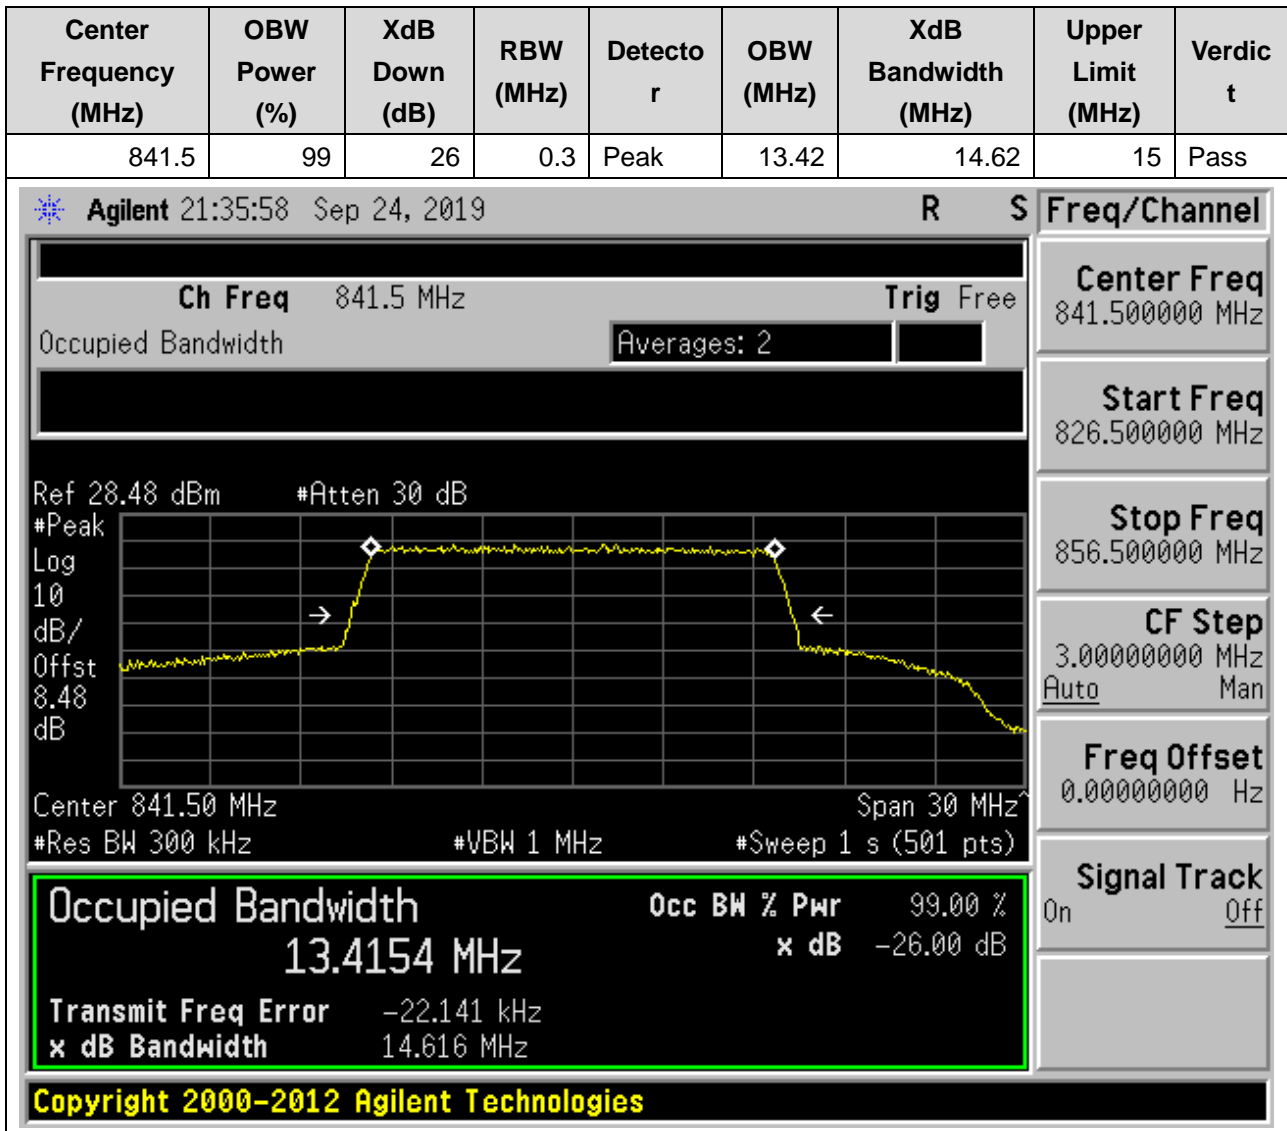 Center Frequency (MHz) OBW Power (%) XdB Down (dB) RBW (MHz) Detector OBW (MHz) XdB Bandwidth (MHz) Upper Limit (MHz) Verdict
841.5 99 26 0.3 Peak 13.42 14.62 15 Pass
Agilent 21:35:58 Sep 24, 2019 R S Freq/Channel
Ch Freq 841.5 MHz Trig Free
Occupied Bandwidth Averages: 2
Center Freq
841.500000 MHz
Start Freq
826.500000 MHz
Stop Freq
856.500000 MHz
CF Step
3.00000000 MHz
Auto Man
Freq Offset
0.00000000 Hz
Signal Track
On Off
Ref 28.48 dBm #Atten 30 dB
#Peak
Log
10
dB/
Offst
8.48
dB
Center 841.50 MHz Span 30 MHz^
#Res BW 300 kHz #VBW 1 MHz #Sweep 1 s (501 pts)
Occupied Bandwidth Occ BW % Pwr 99.00 %
13.4154 MHz x dB -26.00 dB
Transmit Freq Error -22.141 kHz
x dB Bandwidth 14.616 MHz
Copyright 2000-2012 Agilent Technologies